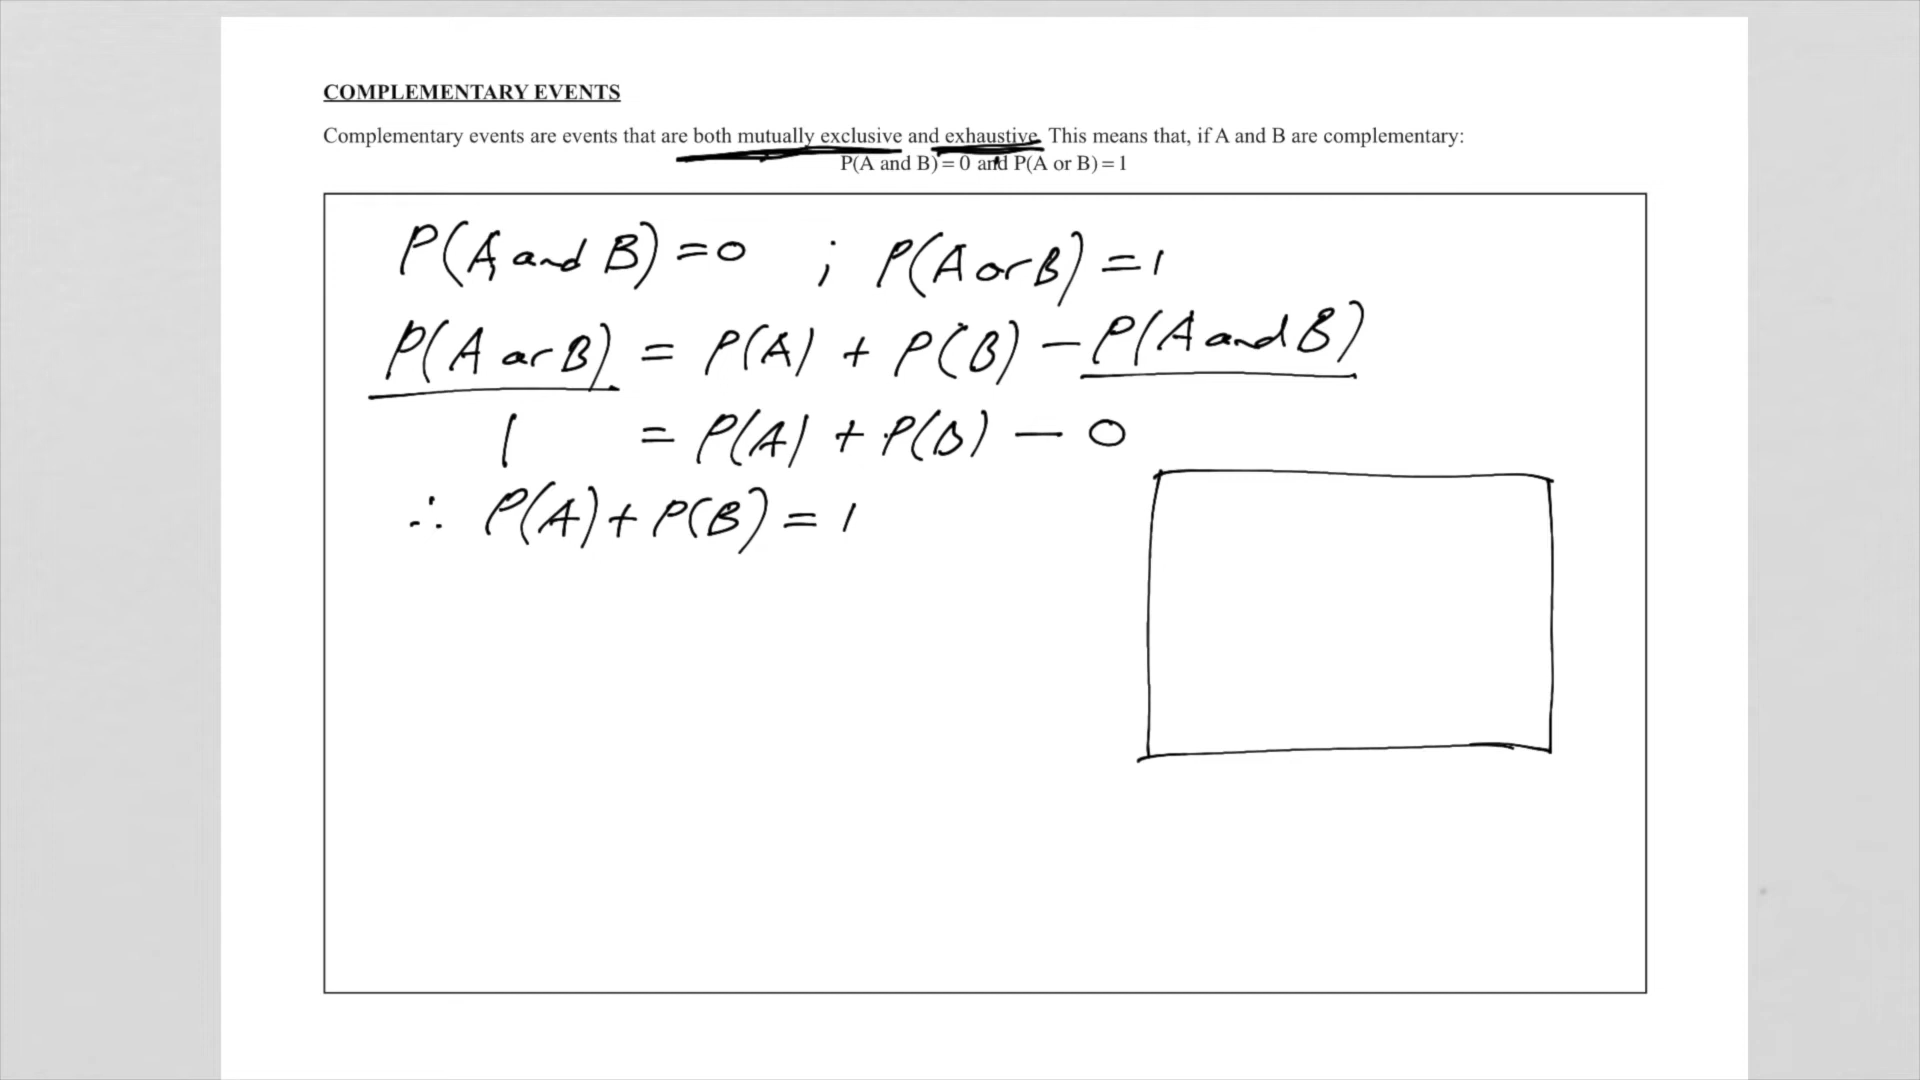 COMPLEMENTARY EVENTS
Complementary events are events that are both mutually exclusive and exhaustive. This means that, if A and B are complementary:
P(A and B) = 0 and P(A or B) = 1
P(A and B) = 0 ; P(A or B) = 1
P(A or B) = P(A) + P(B) - P(A and B)
1 = P(A) + P(B) - 0
∴ P(A) + P(B) = 1